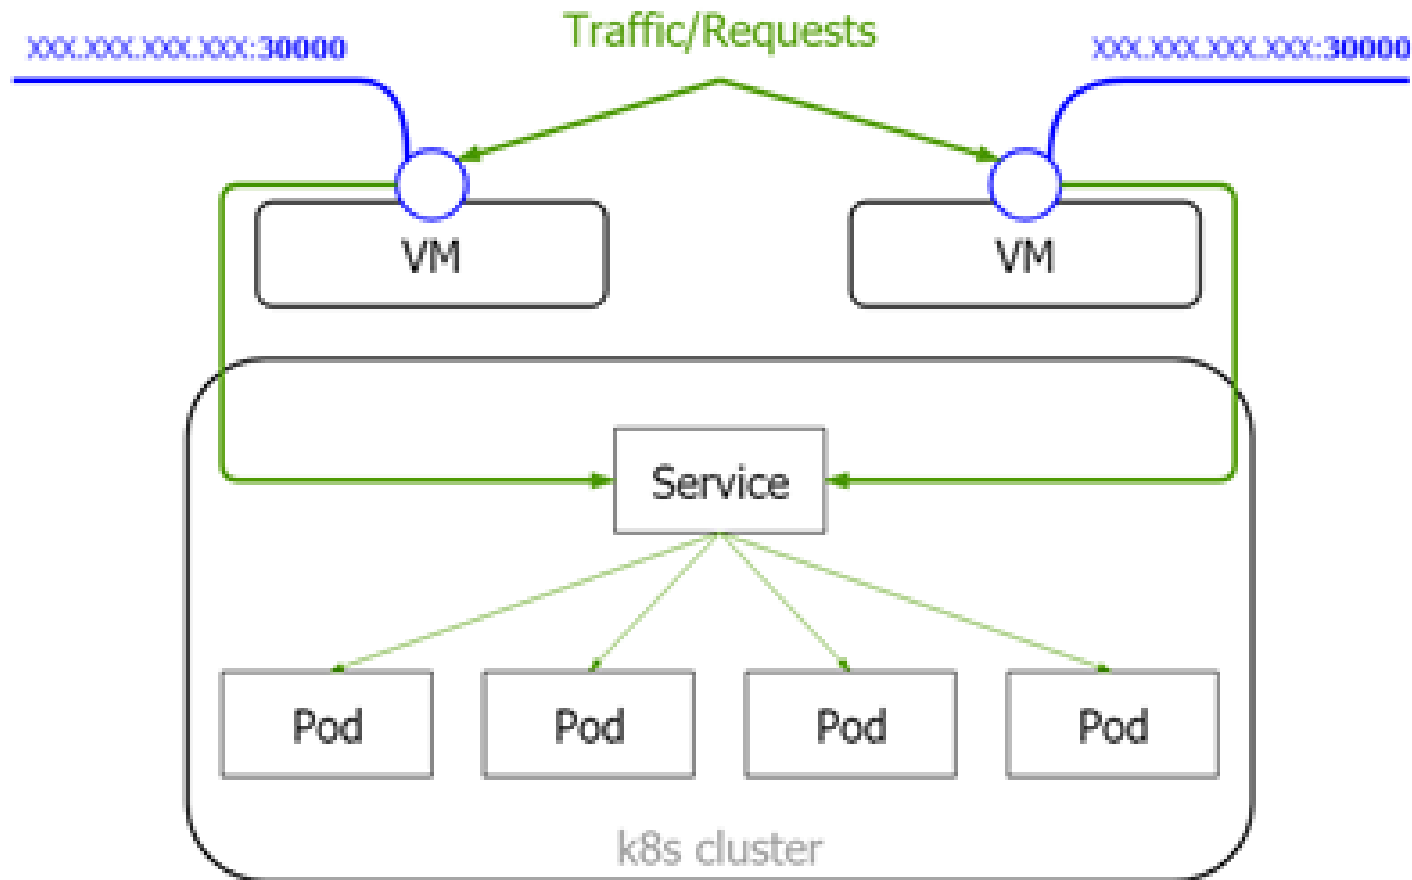 Traffic/Requests
XXX.XXX.XXX.XXX:30000
XXX.XXX.XXX.XXX:30000
VM
VM
Service
Pod
Pod
Pod
Pod
k8s cluster